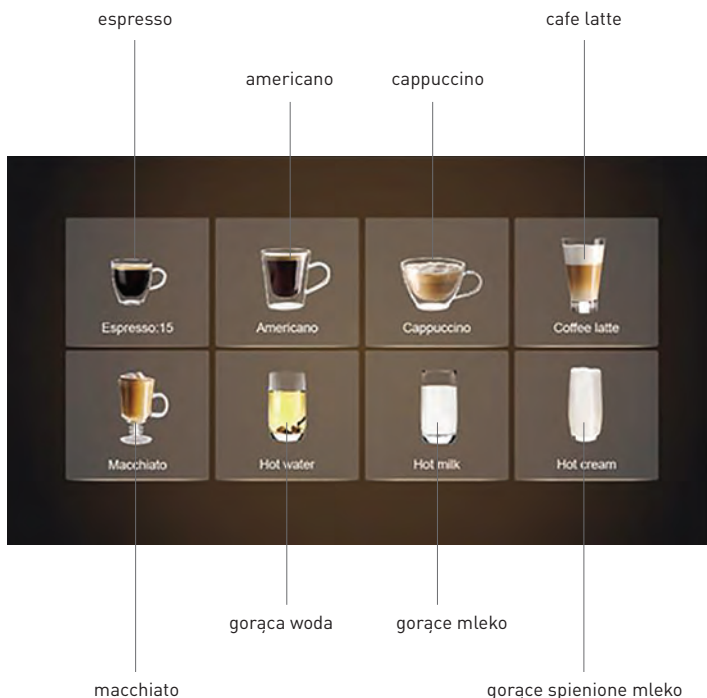 espresso
cafe latte
americano
cappuccino
Espresso:15
Americano
Cappuccino
Coffee latte
Macchiato
Hot water
Hot milk
Hot cream
gorąca woda
gorące mleko
macchiato
gorące spienione mleko